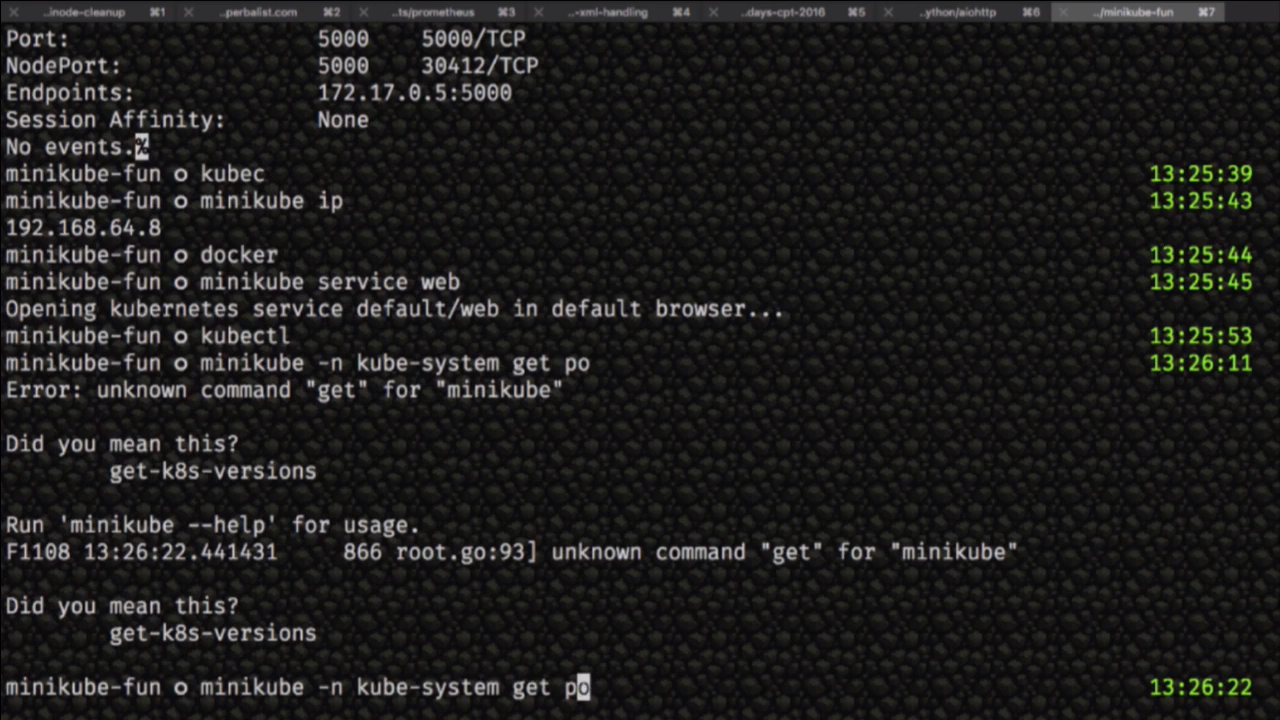 ..inode-cleanup ⌘1 ..perbalist.com ⌘2 ..ts/prometheus ⌘3 ..-xml-handling ⌘4 ..days-cpt-2016 ⌘5 ..ython/aiohttp ⌘6 ../minikube-fun ⌘7
Port: 5000 5000/TCP
NodePort: 5000 30412/TCP
Endpoints: 172.17.0.5:5000
Session Affinity: None
No events.%
minikube-fun o kubec 13:25:39
minikube-fun o minikube ip 13:25:43
192.168.64.8
minikube-fun o docker 13:25:44
minikube-fun o minikube service web 13:25:45
Opening kubernetes service default/web in default browser...
minikube-fun o kubectl 13:25:53
minikube-fun o minikube -n kube-system get po 13:26:11
Error: unknown command "get" for "minikube"
Did you mean this?
get-k8s-versions
Run 'minikube --help' for usage.
F1108 13:26:22.441431 866 root.go:93] unknown command "get" for "minikube"
Did you mean this?
get-k8s-versions
minikube-fun o minikube -n kube-system get po 13:26:22